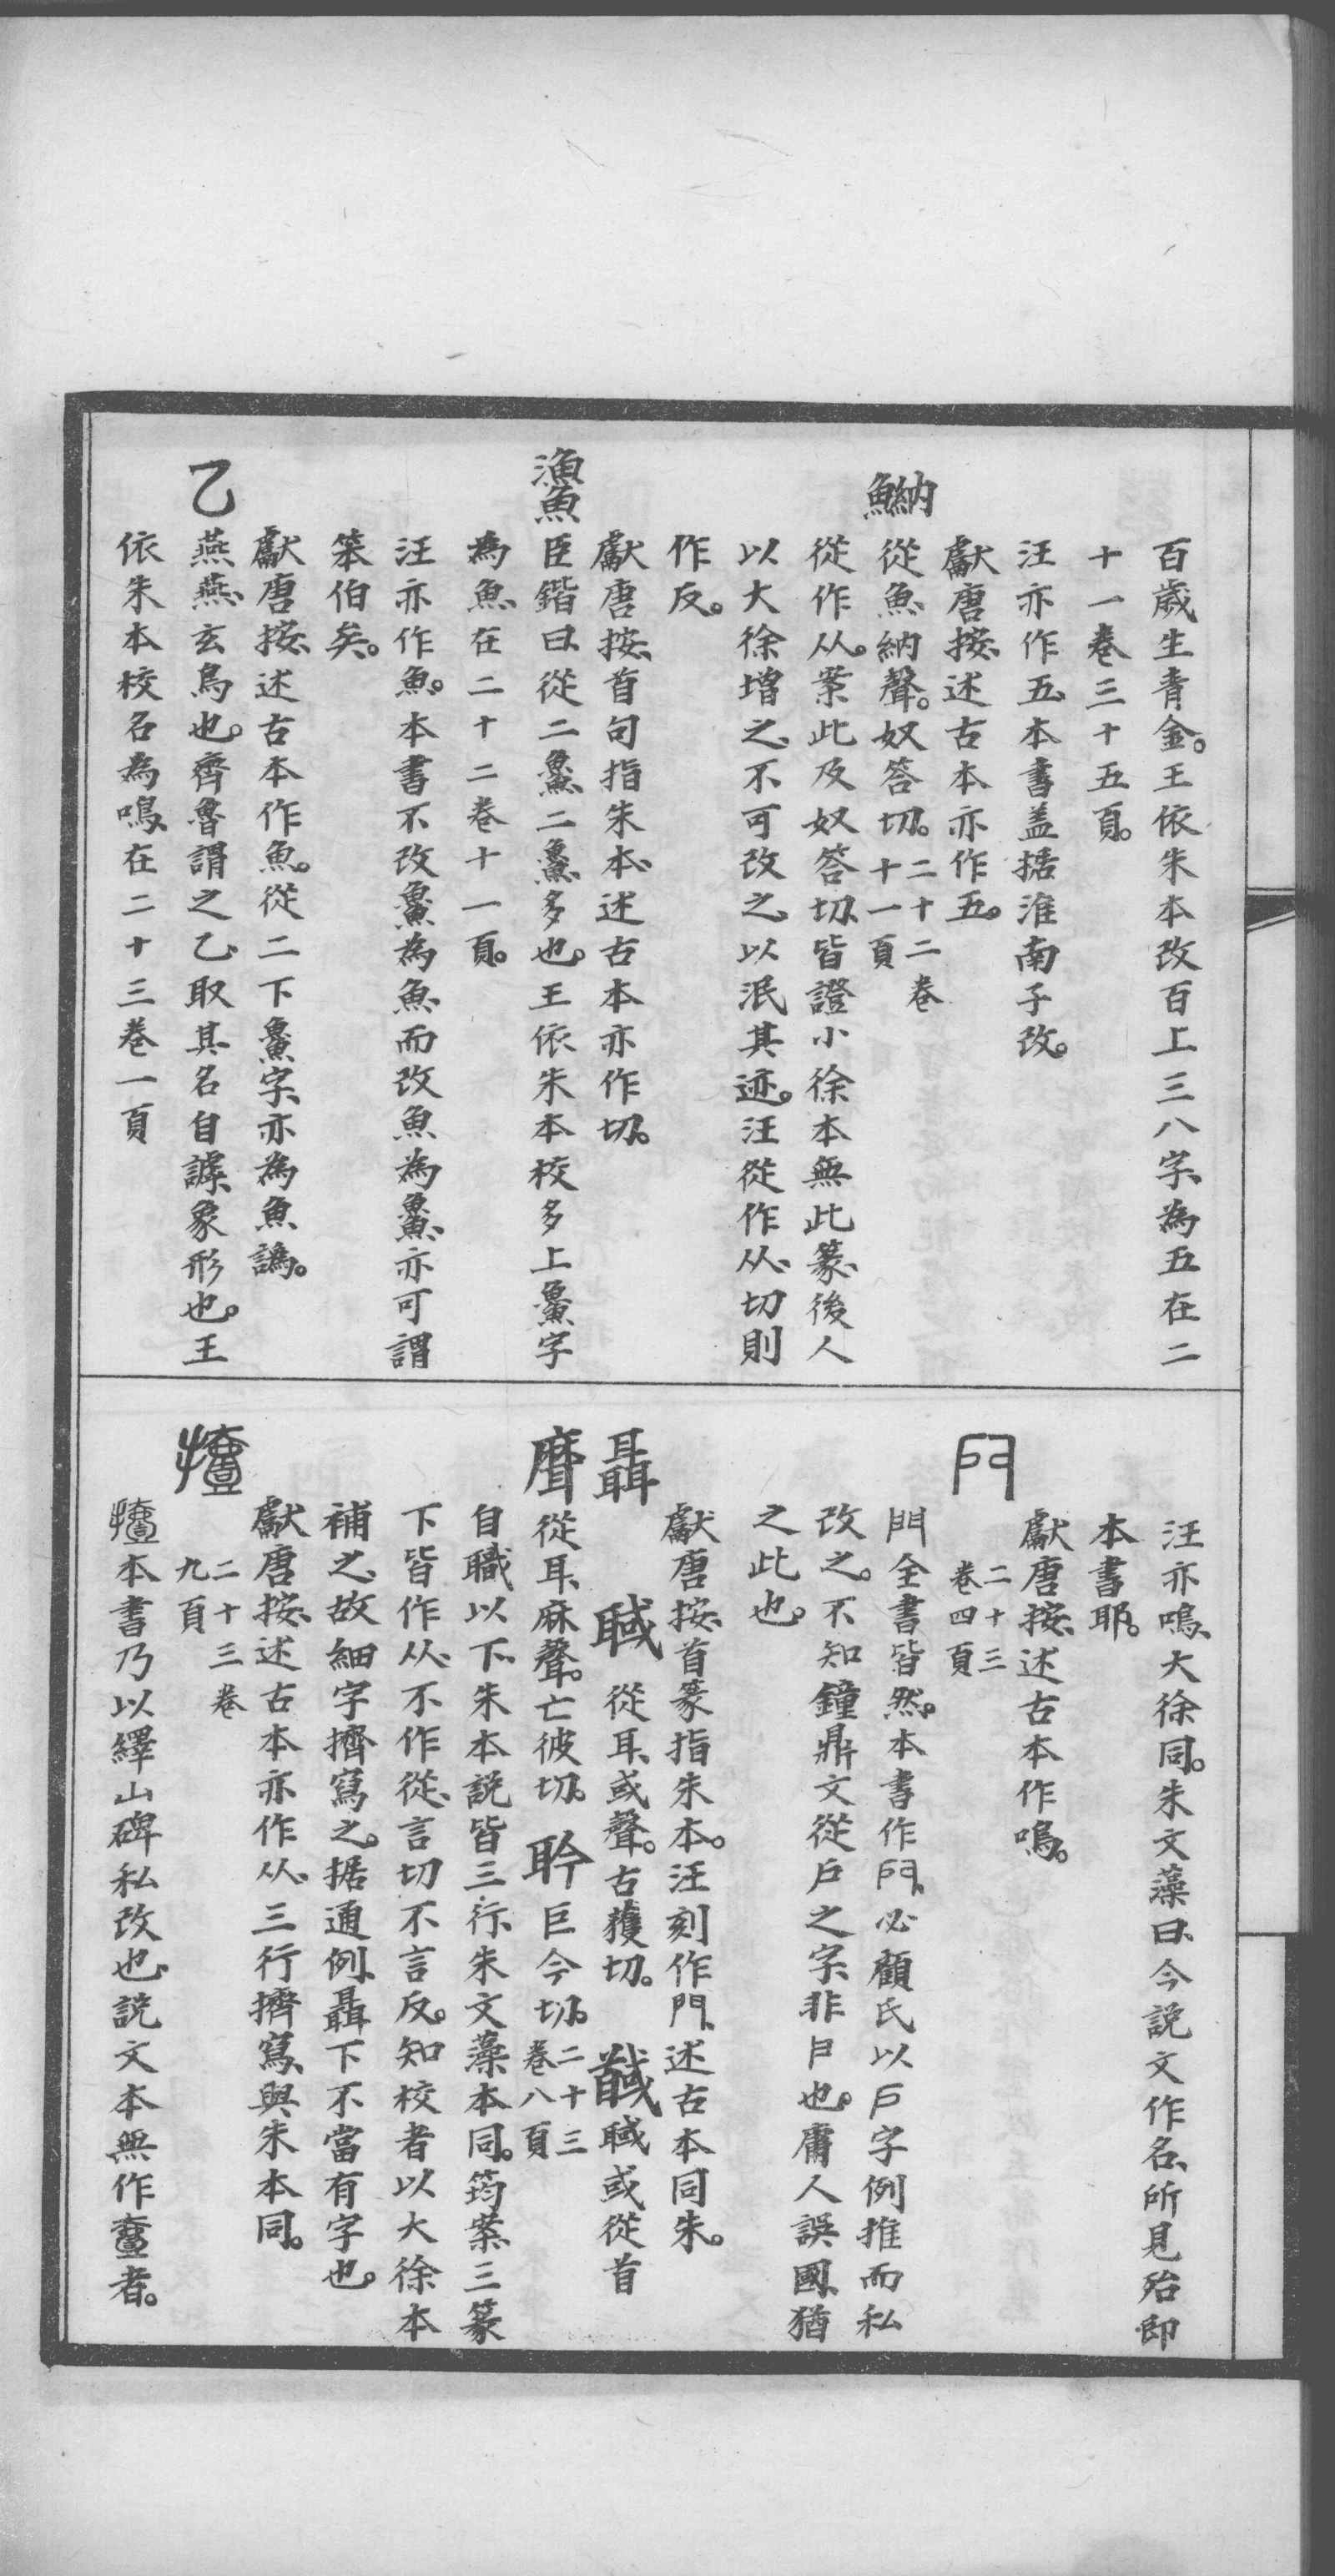 百歲生青金。王依朱本改百上三八字、為五在二
十一卷三十五頁。
汪亦作五、本書盖据淮南子改。
獻唐按、述古本亦作五。
䱹從魚納聲。奴答切。二十二卷十一頁
從作从。案此及奴答切、皆證小徐本無此篆、後人
以大徐增之、不可改之、以泯其迹。汪從作从、切則
作反。
獻唐按、首句指朱本、述古本亦作切。
臣鍇曰、從二䲆、二䲆多也。王依朱本校多上䲆字
為魚、在二十二卷十一頁。
汪亦作魚。本書不改䲆為魚、而改魚為䲆、亦可謂
笨伯矣。
獻唐按、述古本作魚。從二下䲆字、亦為魚譌。
乙燕燕、玄鳥也。齊魯謂之乙、取其名自謼、象形也。王
依朱本校名為鳴、在二十三卷一頁
汪亦鳴、大徐同。朱文藻曰、今説文作名、所見殆即
本書耶。
獻唐按、述古本作鳴。
門二十三卷四頁
門全書皆然。本書作門、必顧氏以戶字例推而私
改之。不知鐘鼎文從戶之字、非日也。庸人誤國、猶
之此也。
獻唐按、首篆指朱本。汪刻作門、述古本同朱。
聶 聝從耳、或聲。古獲切。馘聝或從首
𪎮從耳、麻聲。亡彼切。聆巨今切。二十三卷八頁
自職以下、朱本説皆三行、朱文藻本同。筠案三篆
下皆作从、不作從、言切不言反。知校者以大徐本
補之、故細字擠寫之。据通例、聶下不當有字也。
獻唐按、述古本亦作从、三行擠寫、與朱本同。
二十三卷九頁
本書乃以繹山碑私改也、説文本無作者。